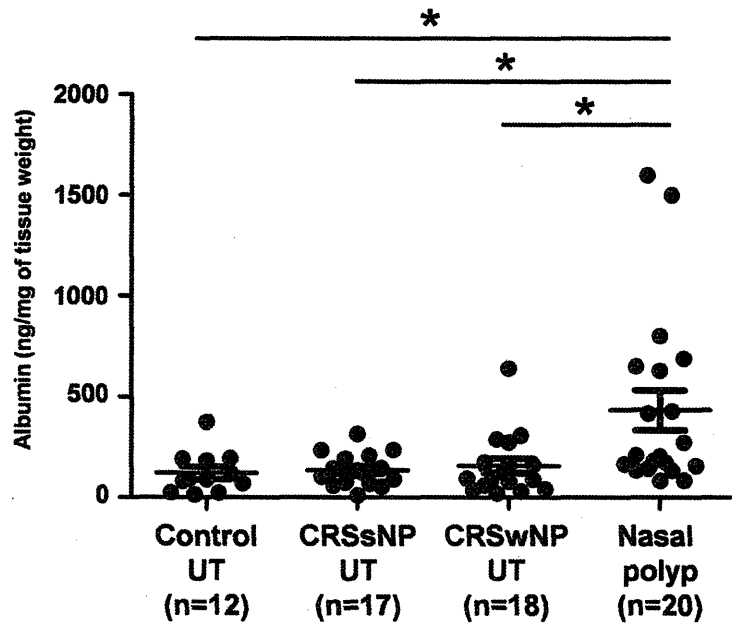 *
*
*
2000
1500
1000
500
0
Albumin (ng/mg of tissue weight)
Control UT (n=12)
CRSsNP UT (n=17)
CRSwNP UT (n=18)
Nasal polyp (n=20)